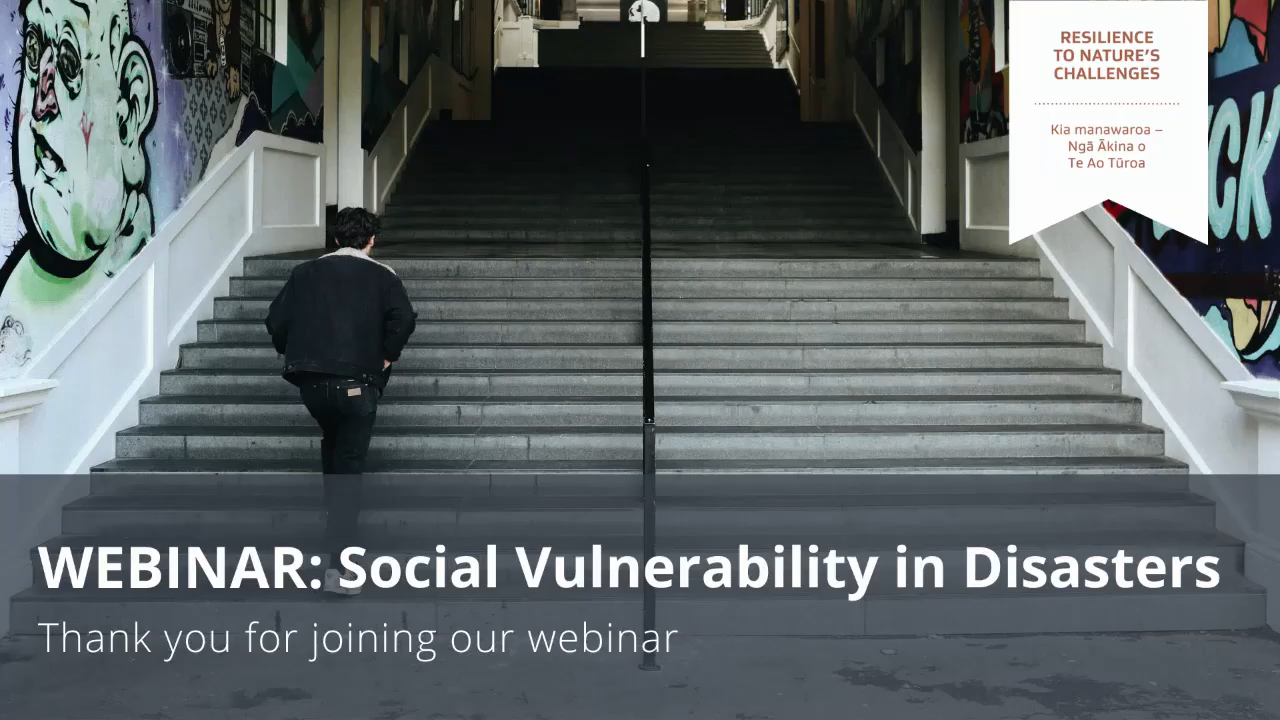 RESILIENCE
TO NATURE'S
CHALLENGES
Kia manawaroa –
Ngā Ākina o
Te Ao Tūroa
WEBINAR: Social Vulnerability in Disasters
Thank you for joining our webinar